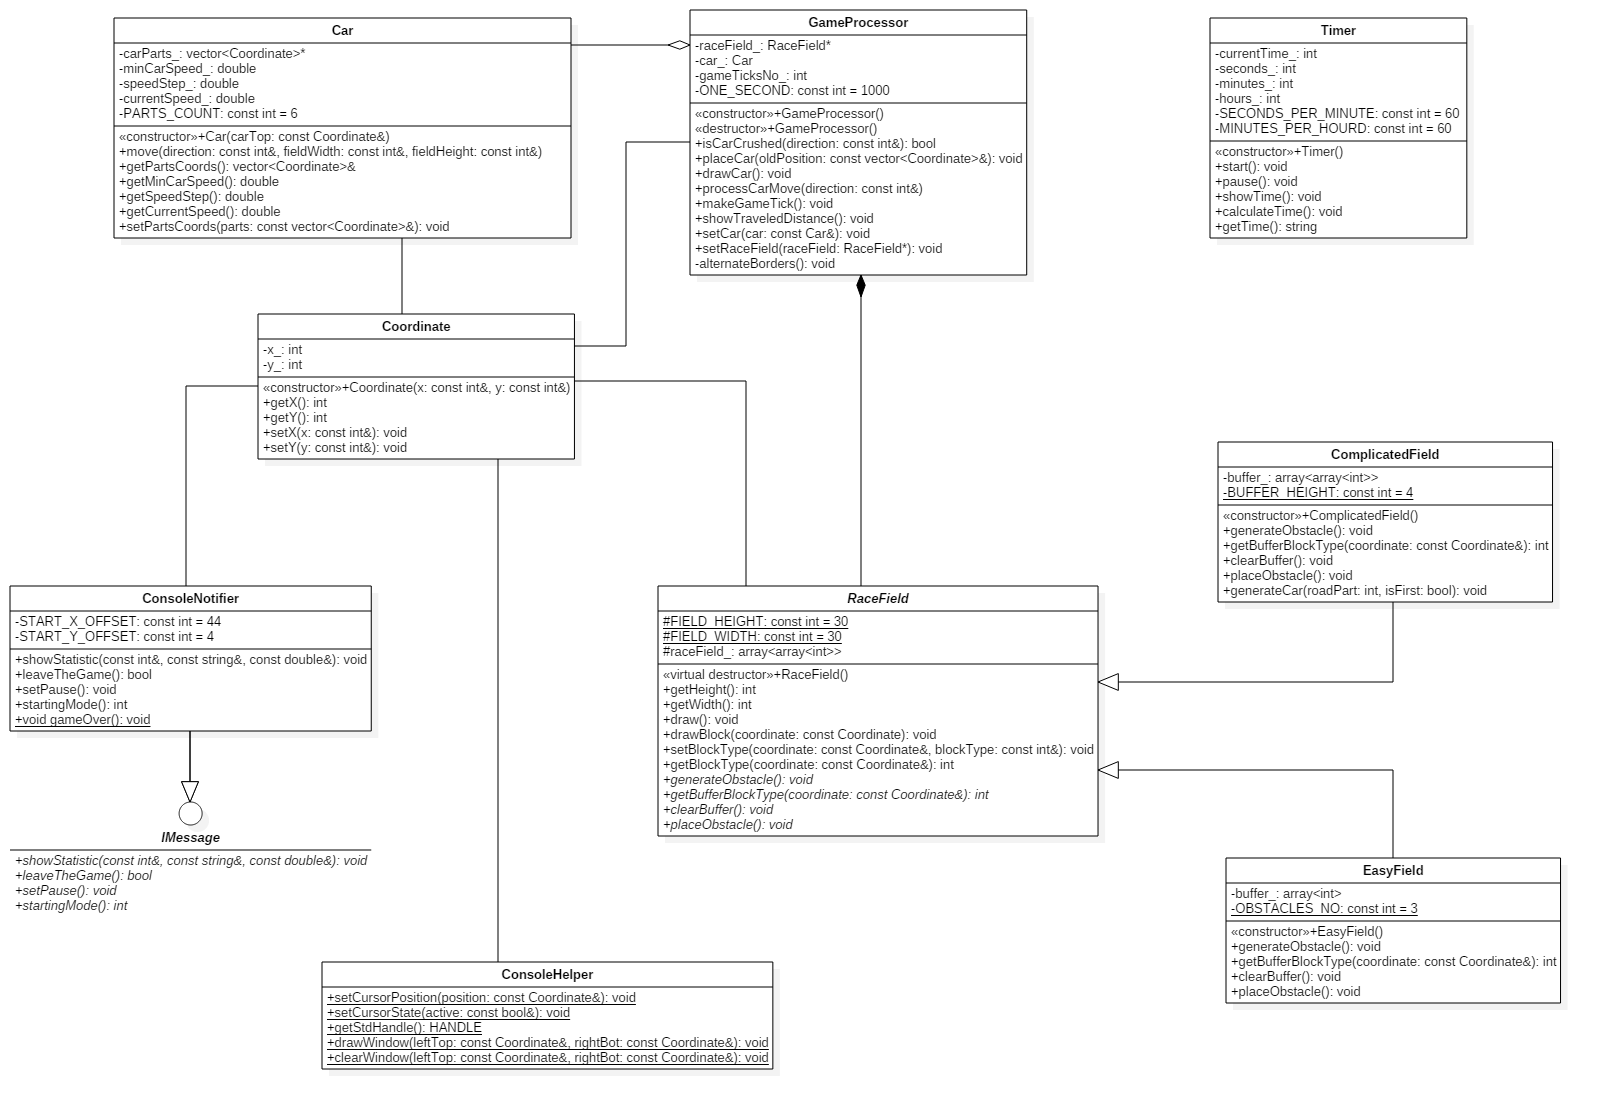 Car
-carParts_: vector<Coordinate>*
-minCarSpeed_: double
-speedStep_: double
-currentSpeed_: double
-PARTS_COUNT: const int = 6
«constructor»+Car(carTop: const Coordinate&)
+move(direction: const int&, fieldWidth: const int&, fieldHeight: const int&)
+getPartsCoords(): vector<Coordinate>&
+getMinCarSpeed(): double
+getSpeedStep(): double
+getCurrentSpeed(): double
+setPartsCoords(parts: const vector<Coordinate>&): void
GameProcessor
-raceField_: RaceField*
-car_: Car
-gameTicksNo_: int
-ONE_SECOND: const int = 1000
«constructor»+GameProcessor()
«destructor»+GameProcessor()
+isCarCrushed(direction: const int&): bool
+placeCar(oldPosition: const vector<Coordinate>&): void
+drawCar(): void
+processCarMove(direction: const int&)
+makeGameTick(): void
+showTraveledDistance(): void
+setCar(car: const Car&): void
+setRaceField(raceField: RaceField*): void
-alternateBorders(): void
Timer
-currentTime_: int
-seconds_: int
-minutes_: int
-hours_: int
-SECONDS_PER_MINUTE: const int = 60
-MINUTES_PER_HOURD: const int = 60
«constructor»+Timer()
+start(): void
+pause(): void
+showTime(): void
+calculateTime(): void
+getTime(): string
Coordinate
-x_: int
-y_: int
«constructor»+Coordinate(x: const int&, y: const int&)
+getX(): int
+getY(): int
+setX(x: const int&): void
+setY(y: const int&): void
ComplicatedField
-buffer_: array<array<int>>
-BUFFER_HEIGHT: const int = 4
«constructor»+ComplicatedField()
+generateObstacle(): void
+getBufferBlockType(coordinate: const Coordinate&): int
+clearBuffer(): void
+placeObstacle(): void
+generateCar(roadPart: int, isFirst: bool): void
ConsoleNotifier
-START_X_OFFSET: const int = 44
-START_Y_OFFSET: const int = 4
+showStatistic(const int&, const string&, const double&): void
+leaveTheGame(): bool
+setPause(): void
+startingMode(): int
+void gameOver(): void
RaceField
#FIELD_HEIGHT: const int = 30
#FIELD_WIDTH: const int = 30
#raceField_: array<array<int>>
«virtual destructor»+RaceField()
+getHeight(): int
+getWidth(): int
+draw(): void
+drawBlock(coordinate: const Coordinate): void
+setBlockType(coordinate: const Coordinate&, blockType: const int&): void
+getBlockType(coordinate: const Coordinate&): int
+generateObstacle(): void
+getBufferBlockType(coordinate: const Coordinate&): int
+clearBuffer(): void
+placeObstacle(): void
IMessage
+showStatistic(const int&, const string&, const double&): void
+leaveTheGame(): bool
+setPause(): void
+startingMode(): int
EasyField
-buffer_: array<int>
-OBSTACLES_NO: const int = 3
«constructor»+EasyField()
+generateObstacle(): void
+getBufferBlockType(coordinate: const Coordinate&): int
+clearBuffer(): void
+placeObstacle(): void
ConsoleHelper
+setCursorPosition(position: const Coordinate&): void
+setCursorState(active: const bool&): void
+getStdHandle(): HANDLE
+drawWindow(leftTop: const Coordinate&, rightBot: const Coordinate&): void
+clearWindow(leftTop: const Coordinate&, rightBot: const Coordinate&): void